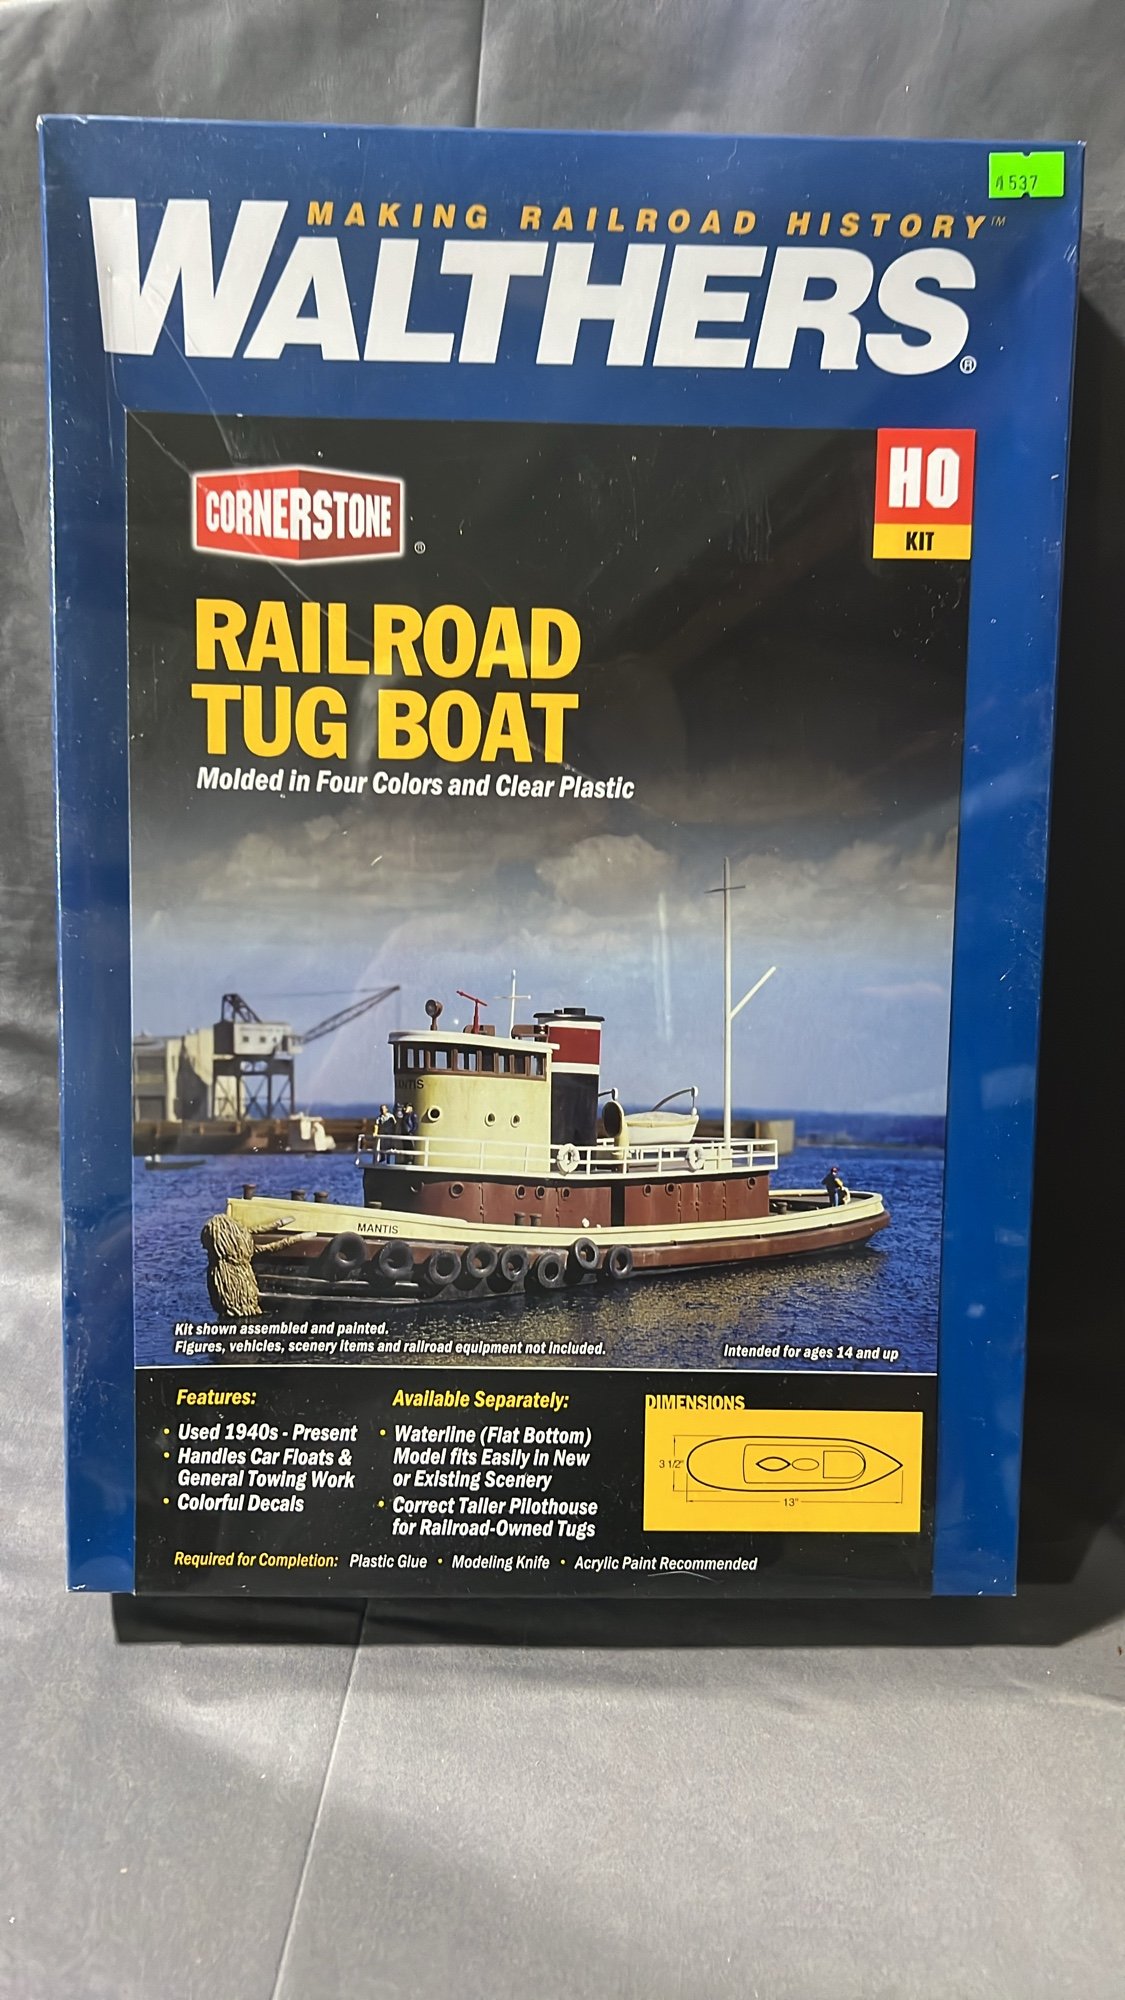 4537
MAKING RAILROAD HISTORY™
WALTHERS®
HO
KIT
CORNERSTONE®
RAILROAD
TUG BOAT
Molded in Four Colors and Clear Plastic
MANTIS
MANTIS
Kit shown assembled and painted.
Figures, vehicles, scenery items and railroad equipment not included.
Intended for ages 14 and up
Features:
• Used 1940s - Present
• Handles Car Floats &
General Towing Work
• Colorful Decals
Available Separately:
• Waterline (Flat Bottom)
Model fits Easily in New
or Existing Scenery
• Correct Taller Pilothouse
for Railroad-Owned Tugs
DIMENSIONS
3 1/2"
13"
Required for Completion: Plastic Glue • Modeling Knife • Acrylic Paint Recommended